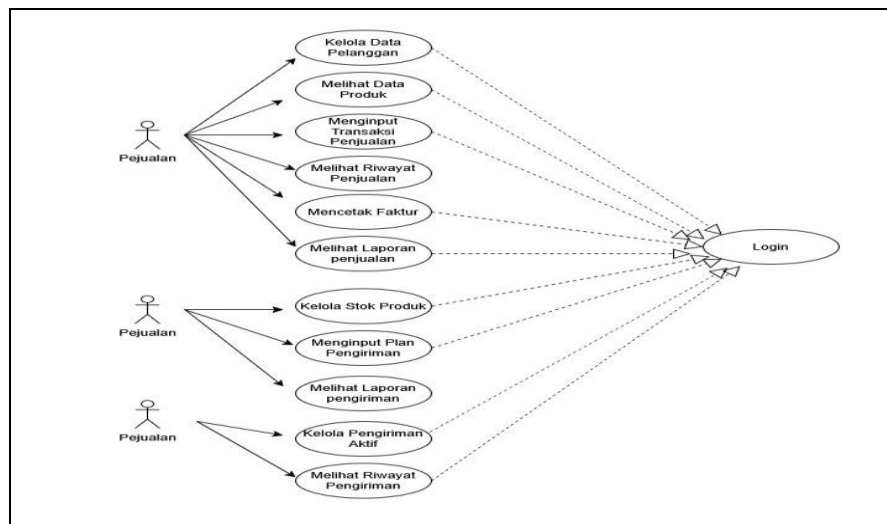 Kelola Data
Pelanggan
Melihat Data
Produk
Menginput
Transaksi
Penjualan
Pejualan
Melihat Riwayat
Penjualan
Mencetak Faktur
Melihat Laporan
penjualan
Login
Kelola Stok Produk
Pejualan
Menginput Plan
Pengiriman
Melihat Laporan
pengiriman
Pejualan
Kelola Pengiriman
Aktif
Melihat Riwayat
Pengiriman